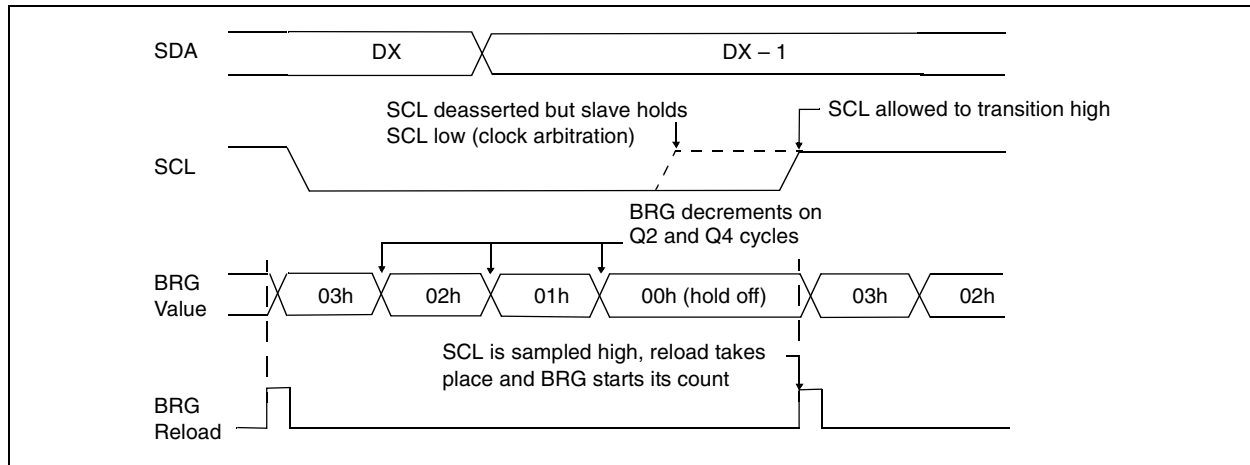 SDA
DX
DX – 1
SCL deasserted but slave holds
SCL low (clock arbitration)
SCL allowed to transition high
SCL
BRG decrements on
Q2 and Q4 cycles
BRG
Value
03h
02h
01h
00h (hold off)
03h
02h
SCL is sampled high, reload takes
place and BRG starts its count
BRG
Reload